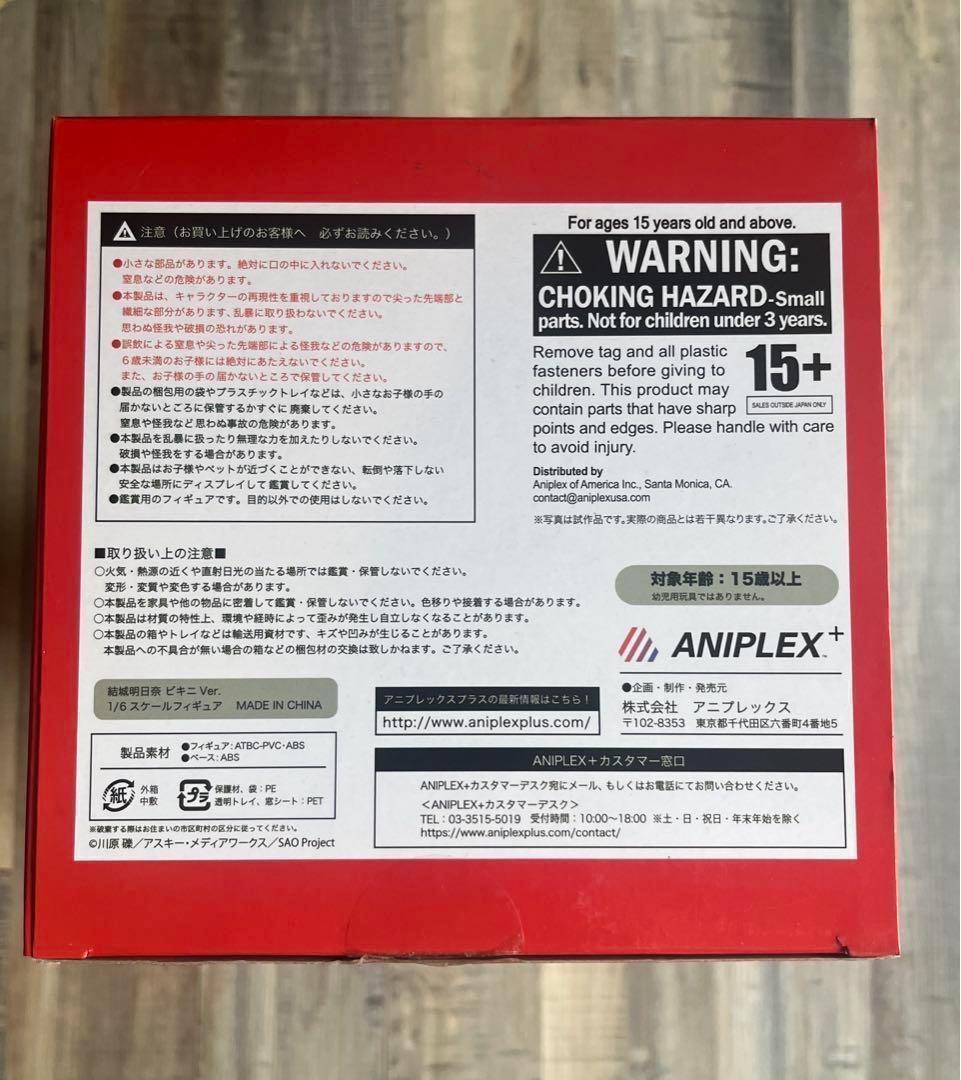 注意（お買い上げのお客様へ　必ずお読みください。）
●小さな部品があります。絶対に口の中に入れないでください。
窒息などの危険があります。
●本製品は、キャラクターの再現性を重視しておりますので尖った先端部と
繊細な部分があります、乱暴に取り扱わないでください。
思わぬ怪我や破損の恐れがあります。
●誤飲による窒息や尖った先端部による怪我などの危険がありますので、
６歳未満のお子様には絶対にあたえないでください。
また、お子様の手の届かないところで保管してください。
●製品の梱包用の袋やプラスチックトレイなどは、小さなお子様の手の
届かないところに保管するかすぐに廃棄してください。
窒息や怪我など思わぬ事故の危険があります。
●本製品を乱暴に扱ったり無理な力を加えたりしないでください。
破損や怪我をする場合があります。
●本製品はお子様やペットが近づくことができない、転倒や落下しない
安全な場所にディスプレイして鑑賞してください。
●鑑賞用のフィギュアです。目的以外での使用はしないでください。
For ages 15 years old and above.
WARNING:
CHOKING HAZARD-Small
parts. Not for children under 3 years.
Remove tag and all plastic
fasteners before giving to
children. This product may
contain parts that have sharp
points and edges. Please handle with care
to avoid injury.
15+
SALES OUTSIDE JAPAN ONLY
Distributed by
Aniplex of America Inc., Santa Monica, CA.
contact@aniplexusa.com
※写真は試作品です。実際の商品とは若干異なります。ご了承ください。
■取り扱い上の注意■
○火気・熱源の近くや直射日光の当たる場所では鑑賞・保管しないでください。
変形・変質や変色する場合があります。
○本製品を家具や他の物品に密着して鑑賞・保管しないでください。色移りや接着する場合があります。
○本製品は材質の特性上、環境や経時によって歪みが発生し自立しなくなることがあります。
○本製品の箱やトレイなどは輸送用資材です、キズや凹みが生じることがあります。
本製品への不具合が無い場合の箱などの梱包材の交換は致しかねます。ご了承ください。
対象年齢：15歳以上
幼児用玩具ではありません。
ANIPLEX+
™
●企画・制作・発売元
株式会社　アニプレックス
〒102-8353　東京都千代田区六番町4番地5
結城明日奈 ビキニ Ver.
1/6 スケールフィギュア　MADE IN CHINA
アニプレックスプラスの最新情報はこちら！
http://www.aniplexplus.com/
製品素材
●フィギュア：ATBC-PVC・ABS
●ベース：ABS
紙
外箱
中敷
プラ
保護材、袋：PE
透明トレイ、窓シート：PET
※破棄する際はお住まいの市区町村の区分に従ってください。
©川原 礫／アスキー・メディアワークス／SAO Project
ANIPLEX＋カスタマー窓口
ANIPLEX＋カスタマーデスク宛にメール、もしくはお電話にてお問い合わせください。
＜ANIPLEX+カスタマーデスク＞
TEL：03-3515-5019　受付時間：10:00〜18:00　※土・日・祝日・年末年始を除く
https://www.aniplexplus.com/contact/